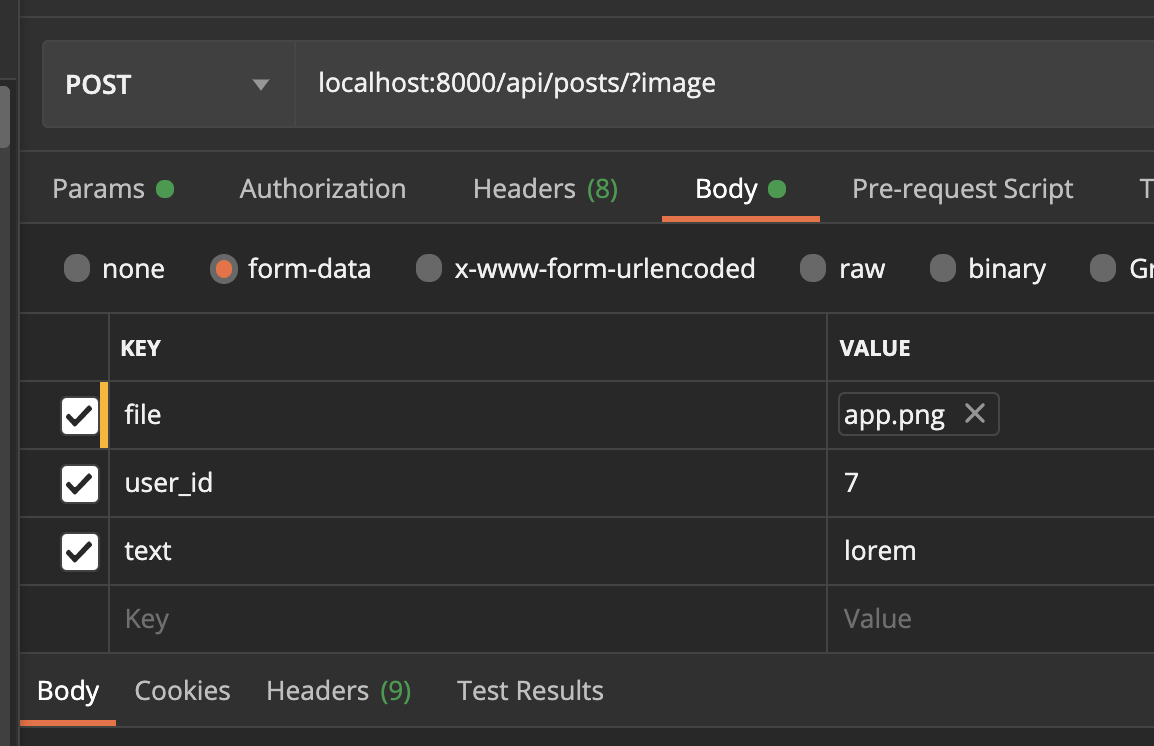 POST localhost:8000/api/posts/?image
Params Authorization Headers (8) Body Pre-request Script T
none form-data x-www-form-urlencoded raw binary Gr
KEY VALUE
file app.png
user_id 7
text lorem
Key Value
Body Cookies Headers (9) Test Results